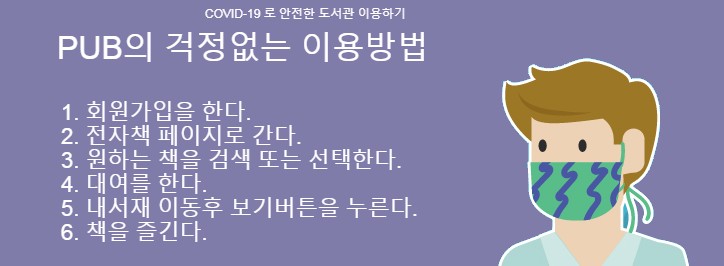 COVID-19 로 안전한 도서관 이용하기
PUB의 걱정없는 이용방법
1. 회원가입을 한다.
2. 전자책 페이지로 간다.
3. 원하는 책을 검색 또는 선택한다.
4. 대여를 한다.
5. 내서재 이동후 보기버튼을 누른다.
6. 책을 즐긴다.